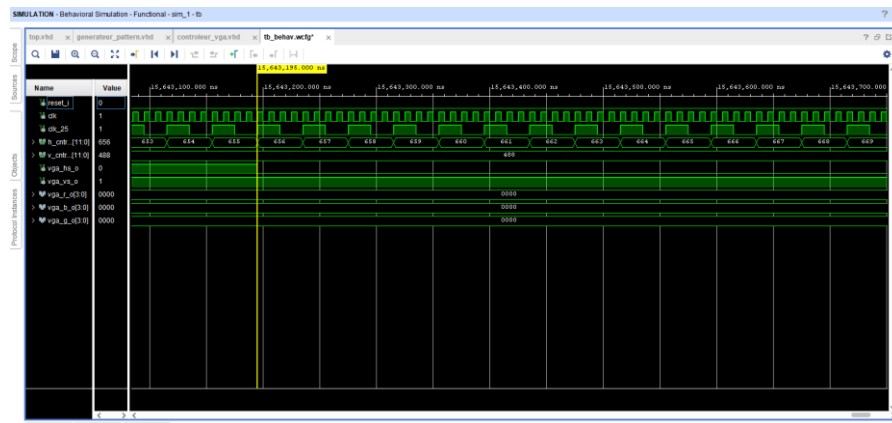 SIMULATION - Behavioral Simulation - Functional - sim_1 - tb
?
top.vhd x generateur_pattern.vhd x controleur_vga.vhd x tb_behav.wcfg* x
Scope
Sources
Objects
Protocol Instances
15,643,195.000 ns
Name Value
15,643,100.000 ns 15,643,200.000 ns 15,643,300.000 ns 15,643,400.000 ns 15,643,500.000 ns 15,643,600.000 ns 15,643,700.000
reset_i 0
clk 1
clk_25 1
h_cntr..[11:0] 656 653 654 655 656 657 658 659 660 661 662 663 664 665 666 667 668 669
v_cntr..[11:0] 488 488
vga_hs_o 0
vga_vs_o 1
vga_r_o[3:0] 0000 0000
vga_b_o[3:0] 0000 0000
vga_g_o[3:0] 0000 0000